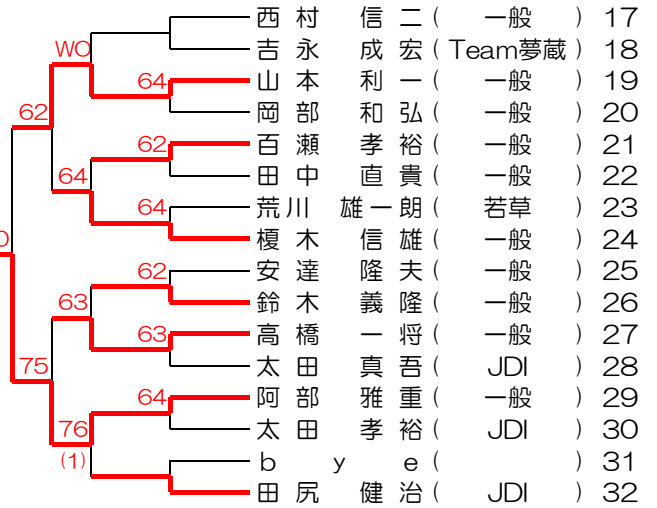 西村 信二 ( 一般 ) 17
WO 吉永 成宏 ( Team夢蔵 ) 18
64 山本 利一 ( 一般 ) 19
62 岡部 和弘 ( 一般 ) 20
62 百瀬 孝裕 ( 一般 ) 21
64 田中 直貴 ( 一般 ) 22
64 荒川 雄一朗 ( 若草 ) 23
0 榎木 信雄 ( 一般 ) 24
62 安達 隆夫 ( 一般 ) 25
63 鈴木 義隆 ( 一般 ) 26
63 高橋 一将 ( 一般 ) 27
75 太田 真吾 ( JDI ) 28
64 阿部 雅重 ( 一般 ) 29
76 太田 孝裕 ( JDI ) 30
(1) bye ( ) 31
田尻 健治 ( JDI ) 32